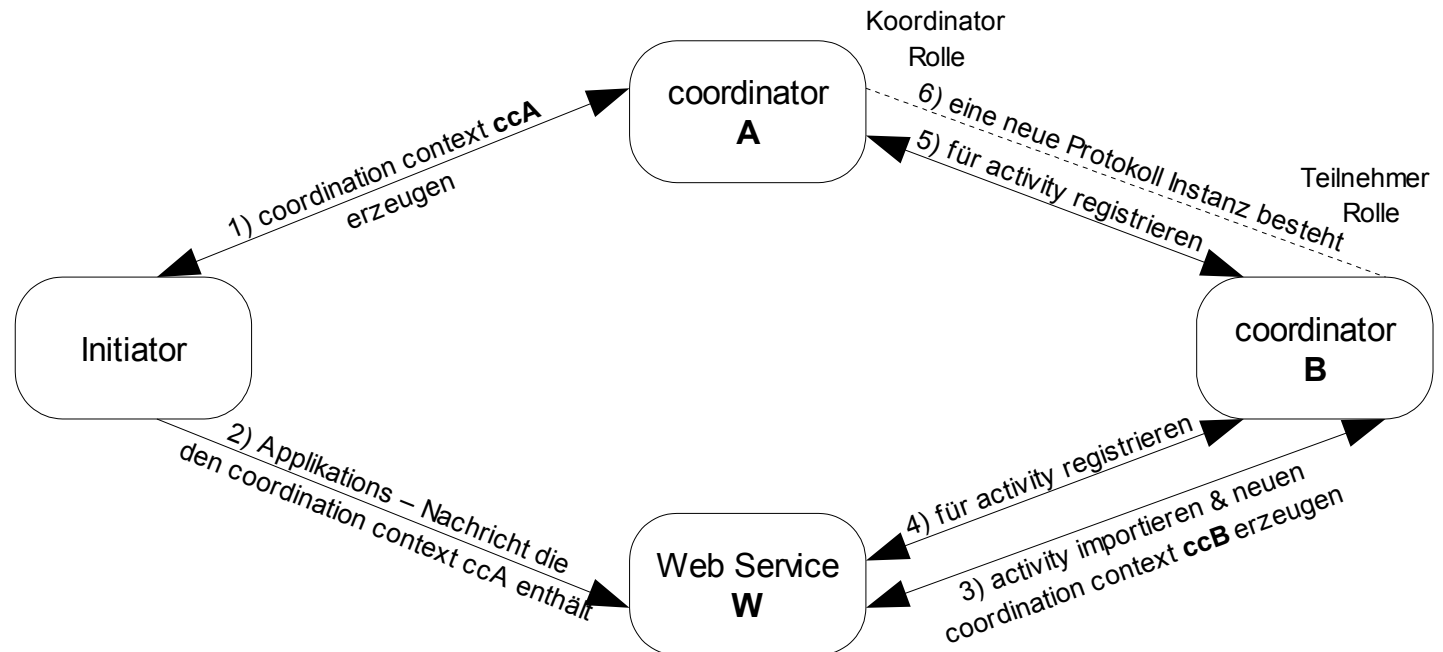 Koordinator
Rolle
coordinator
A
1) coordination context ccA
erzeugen
6) eine neue Protokoll Instanz besteht
5) für activity registrieren
Teilnehmer
Rolle
Initiator
coordinator
B
2) Applikations – Nachricht die
den coordination context ccA enthält
4) für activity registrieren
3) activity importieren & neuen
coordination context ccB erzeugen
Web Service
W